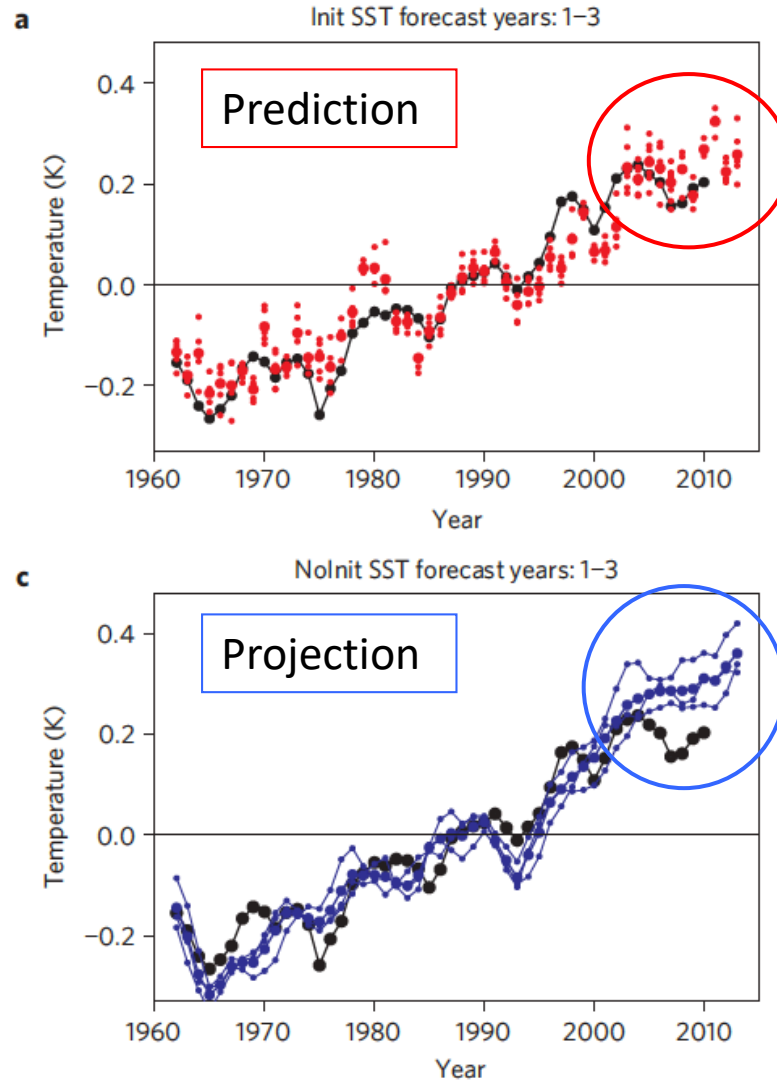 a
Init SST forecast years: 1–3
Prediction
Temperature (K)
0.4
0.2
0.0
−0.2
1960 1970 1980 1990 2000 2010
Year
c
NoInit SST forecast years: 1–3
Projection
Temperature (K)
0.4
0.2
0.0
−0.2
1960 1970 1980 1990 2000 2010
Year